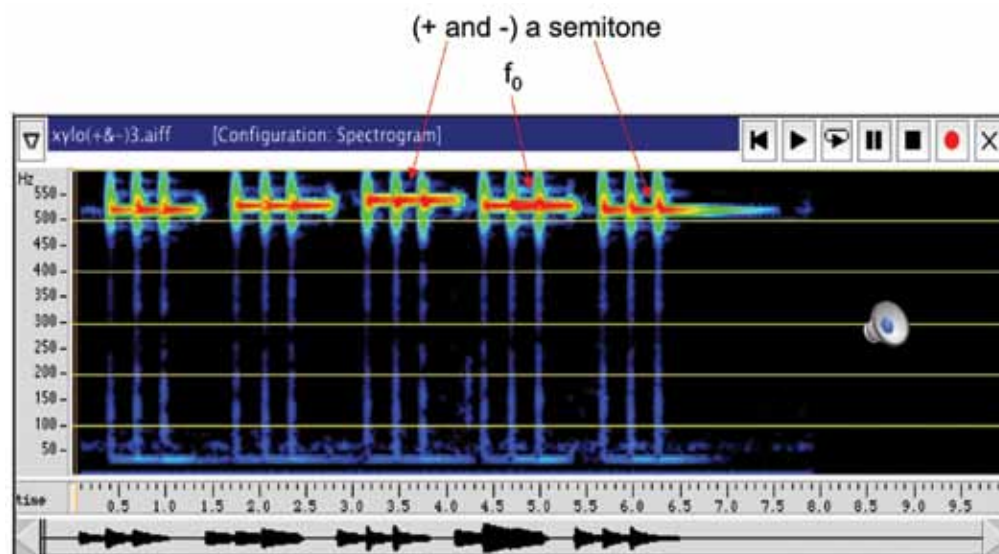 (+ and -) a semitone
f₀
xylo(+&-)3.aiff [Configuration: Spectrogram]
Hz
550-
500-
450-
400-
350-
300-
250-
200-
150-
100-
50-
time 0.5 1.0 1.5 2.0 2.5 3.0 3.5 4.0 4.5 5.0 5.5 6.0 6.5 7.0 7.5 8.0 8.5 9.0 9.5